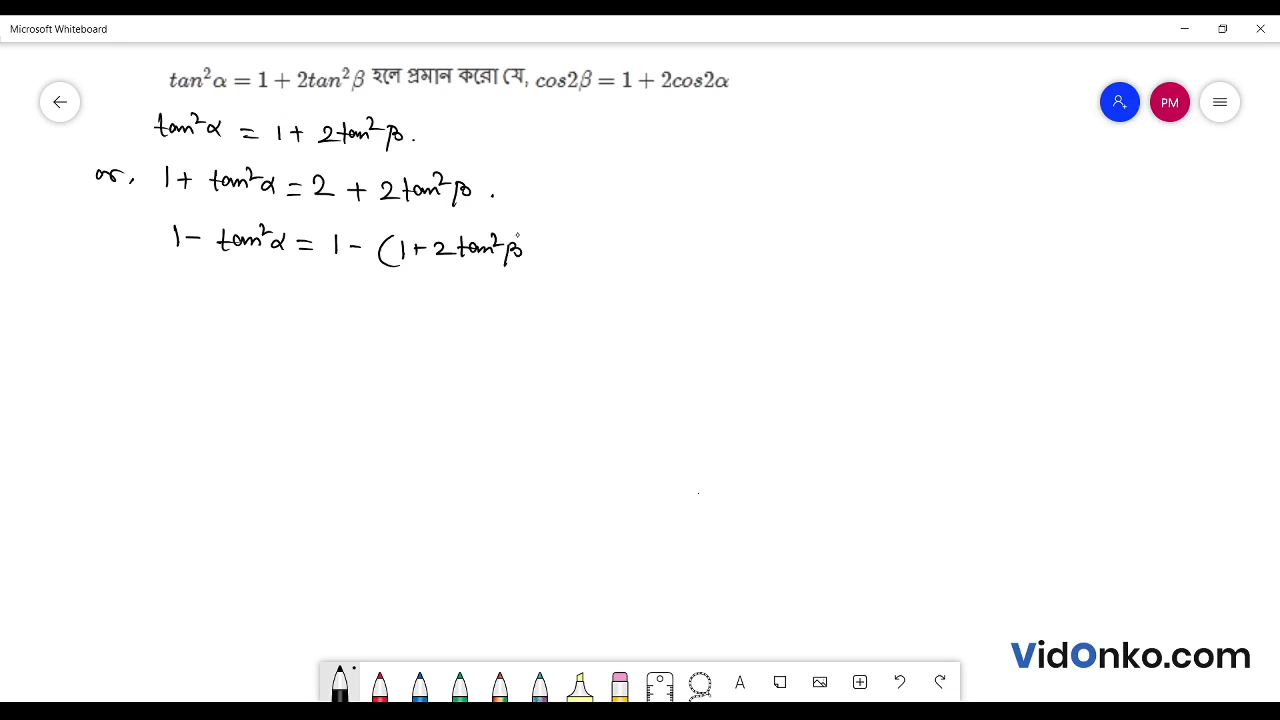 Microsoft Whiteboard
tan²α = 1 + 2tan²β হলে প্রমান করো যে, cos2β = 1 + 2cos2α
PM
tan²α = 1 + 2tan²β.
or, 1 + tan²α = 2 + 2tan²β.
1 - tan²α = 1 - (1 + 2tan²β
VidOnko.com